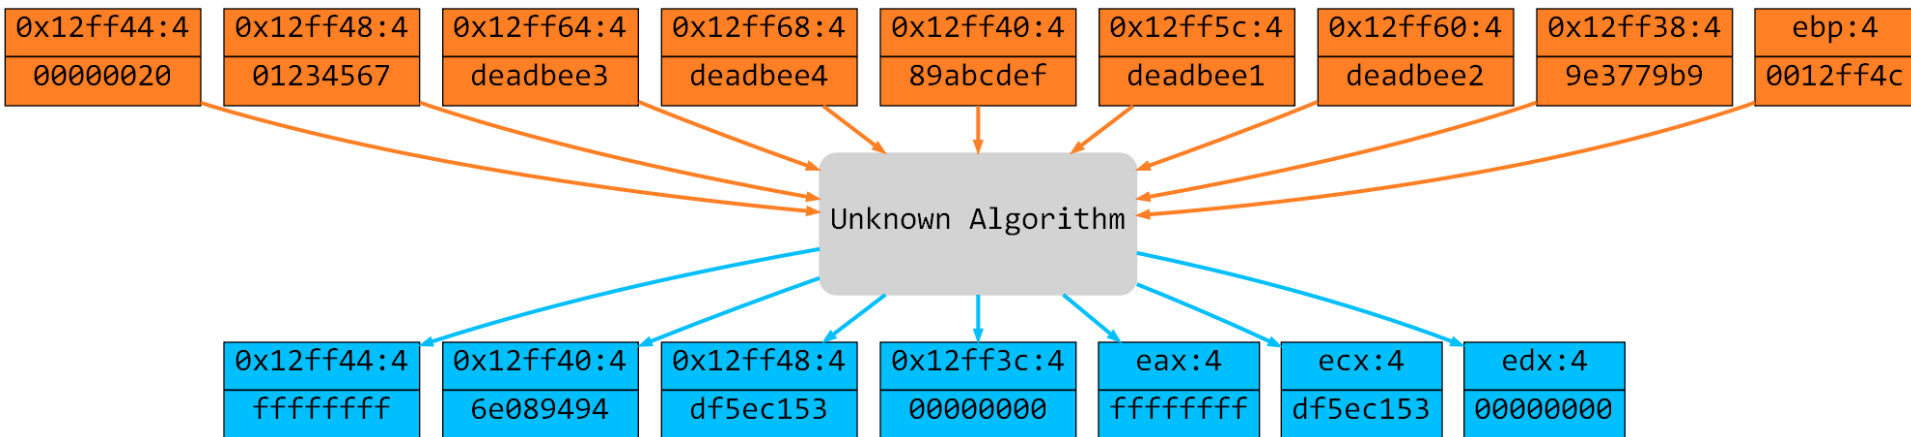 0x12ff44:4 0x12ff48:4 0x12ff64:4 0x12ff68:4 0x12ff40:4 0x12ff5c:4 0x12ff60:4 0x12ff38:4 ebp:4
00000020 01234567 deadbee3 deadbee4 89abcdef deadbee1 deadbee2 9e3779b9 0012ff4c
Unknown Algorithm
0x12ff44:4 0x12ff40:4 0x12ff48:4 0x12ff3c:4 eax:4 ecx:4 edx:4
ffffffff 6e089494 df5ec153 00000000 ffffffff df5ec153 00000000